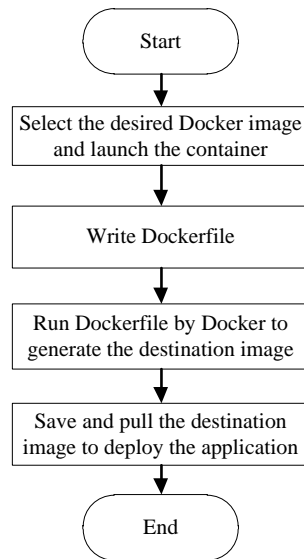 Start
Select the desired Docker image
and launch the container
Write Dockerfile
Run Dockerfile by Docker to
generate the destination image
Save and pull the destination
image to deploy the application
End